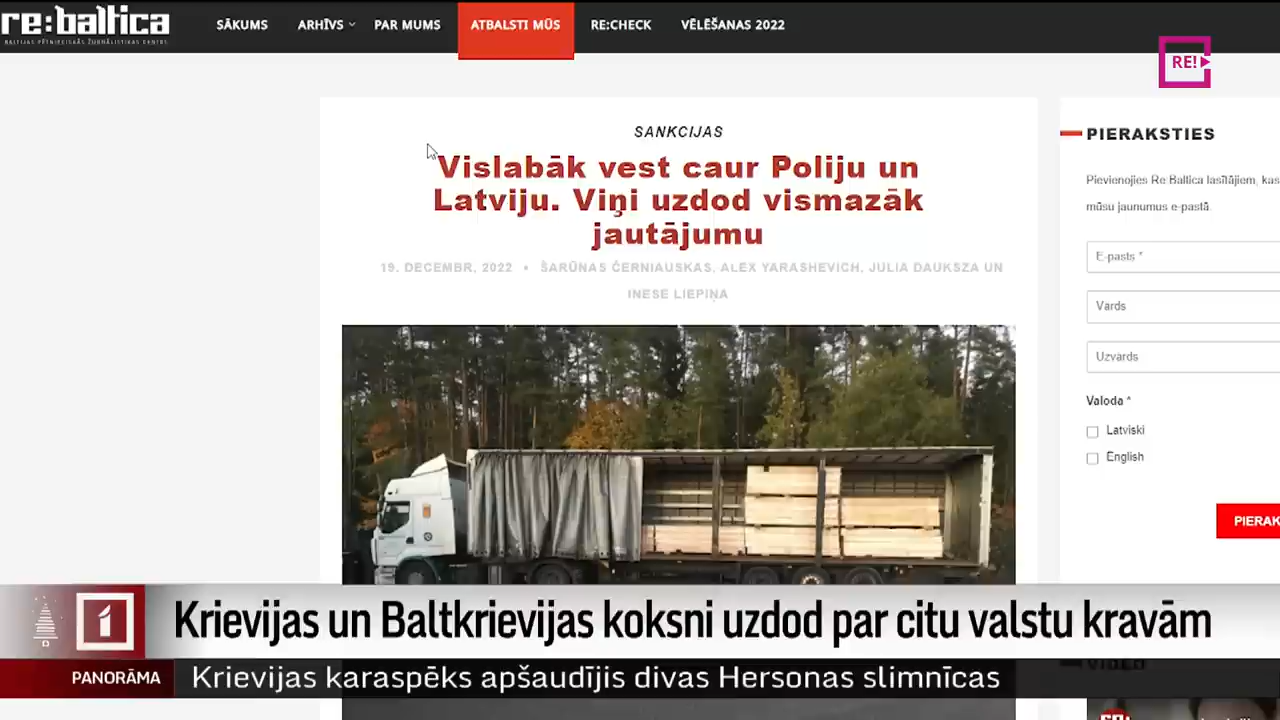 re:baltica
BALTIJAS PĒTNIECISKĀS ŽURNĀLISTIKAS CENTRS
SĀKUMS
ARHĪVS
PAR MUMS
ATBALSTI MŪS
RE:CHECK
VĒLĒŠANAS 2022
RE!
SANKCIJAS
Vislabāk vest caur Poliju un
Latviju. Viņi uzdod vismazāk
jautājumu
19. DECEMBR, 2022 • ŠARŪNAS ČERNIAUSKAS, ALEX YARASHEVICH, JULIA DAUKSZA UN
INESE LIEPIŅA
PIERAKSTIES
Pievienojies Re:Baltica lasītājiem, kas
mūsu jaunumus e-pastā.
E-pasts *
Vārds
Uzvārds
Valoda *
Latviski
English
PIERAK
1
Krievijas un Baltkrievijas koksni uzdod par citu valstu kravām
PANORĀMA
Krievijas karaspēks apšaudījis divas Hersonas slimnīcas
VIDEO